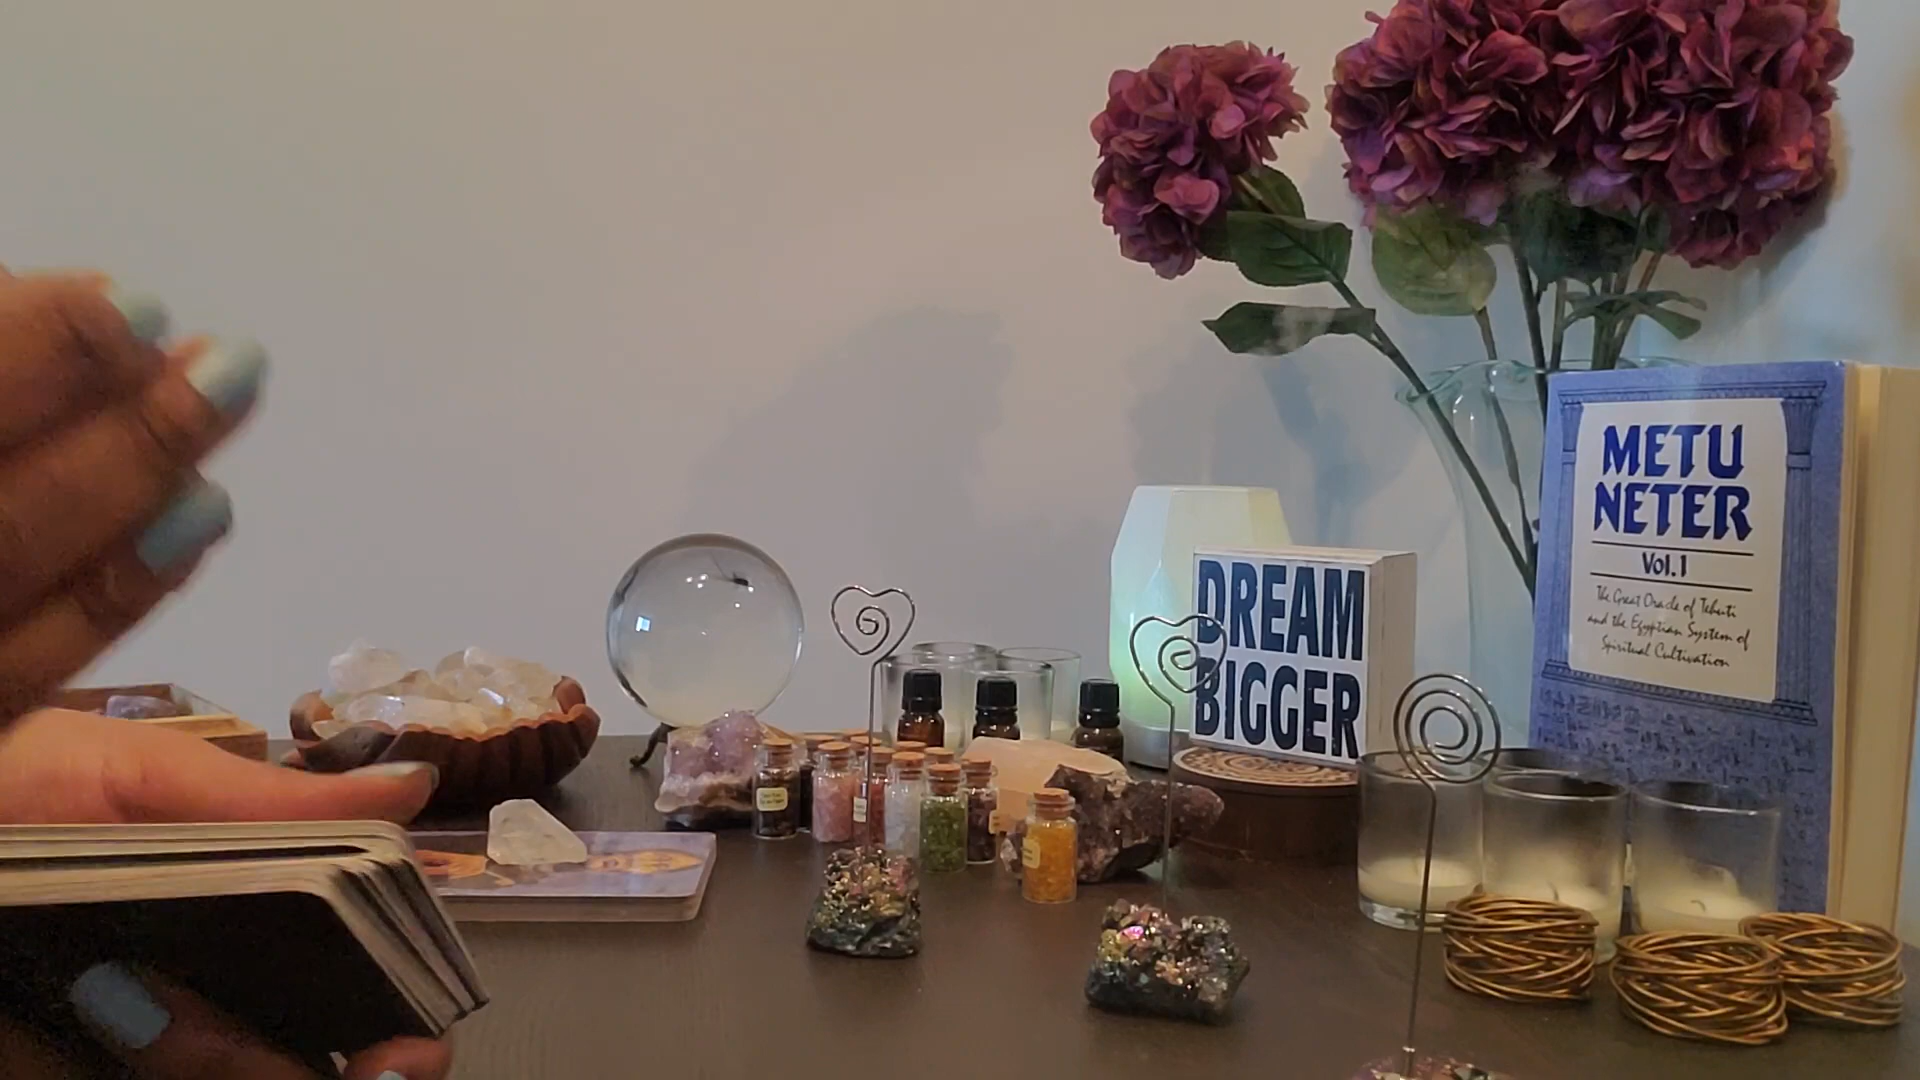 DREAM
BIGGER
METU
NETER
Vol.1
The Great Oracle of Tehuti
and the Egyptian System of
Spiritual Cultivation